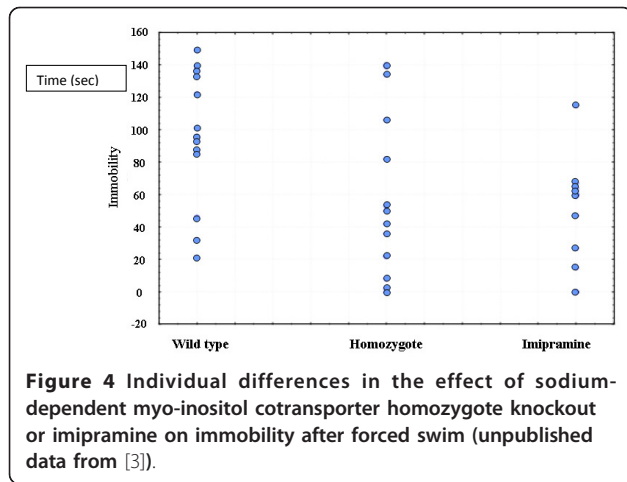 160
140
Time (sec)
120
100
80
Immobility
60
40
20
0
-20
Wild type Homozygote Imipramine
Figure 4 Individual differences in the effect of sodium-
dependent myo-inositol cotransporter homozygote knockout
or imipramine on immobility after forced swim (unpublished
data from [3]).